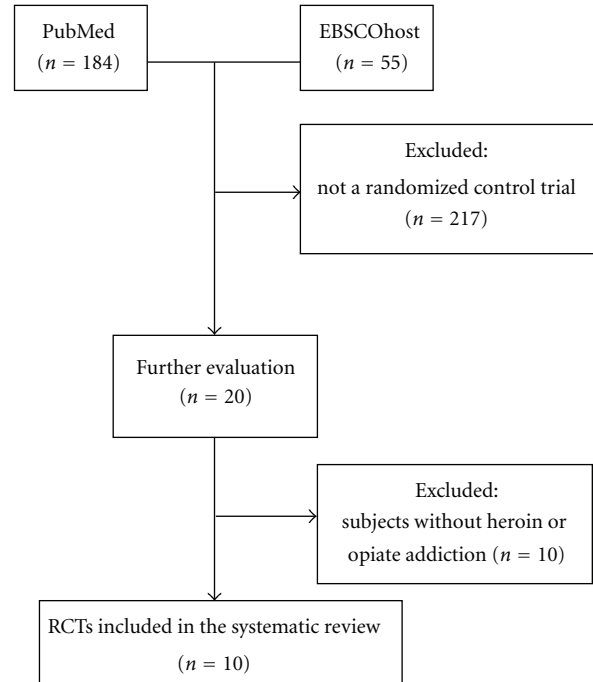 PubMed
(n = 184)
EBSCOhost
(n = 55)
Excluded:
not a randomized control trial
(n = 217)
Further evaluation
(n = 20)
Excluded:
subjects without heroin or
opiate addiction (n = 10)
RCTs included in the systematic review
(n = 10)